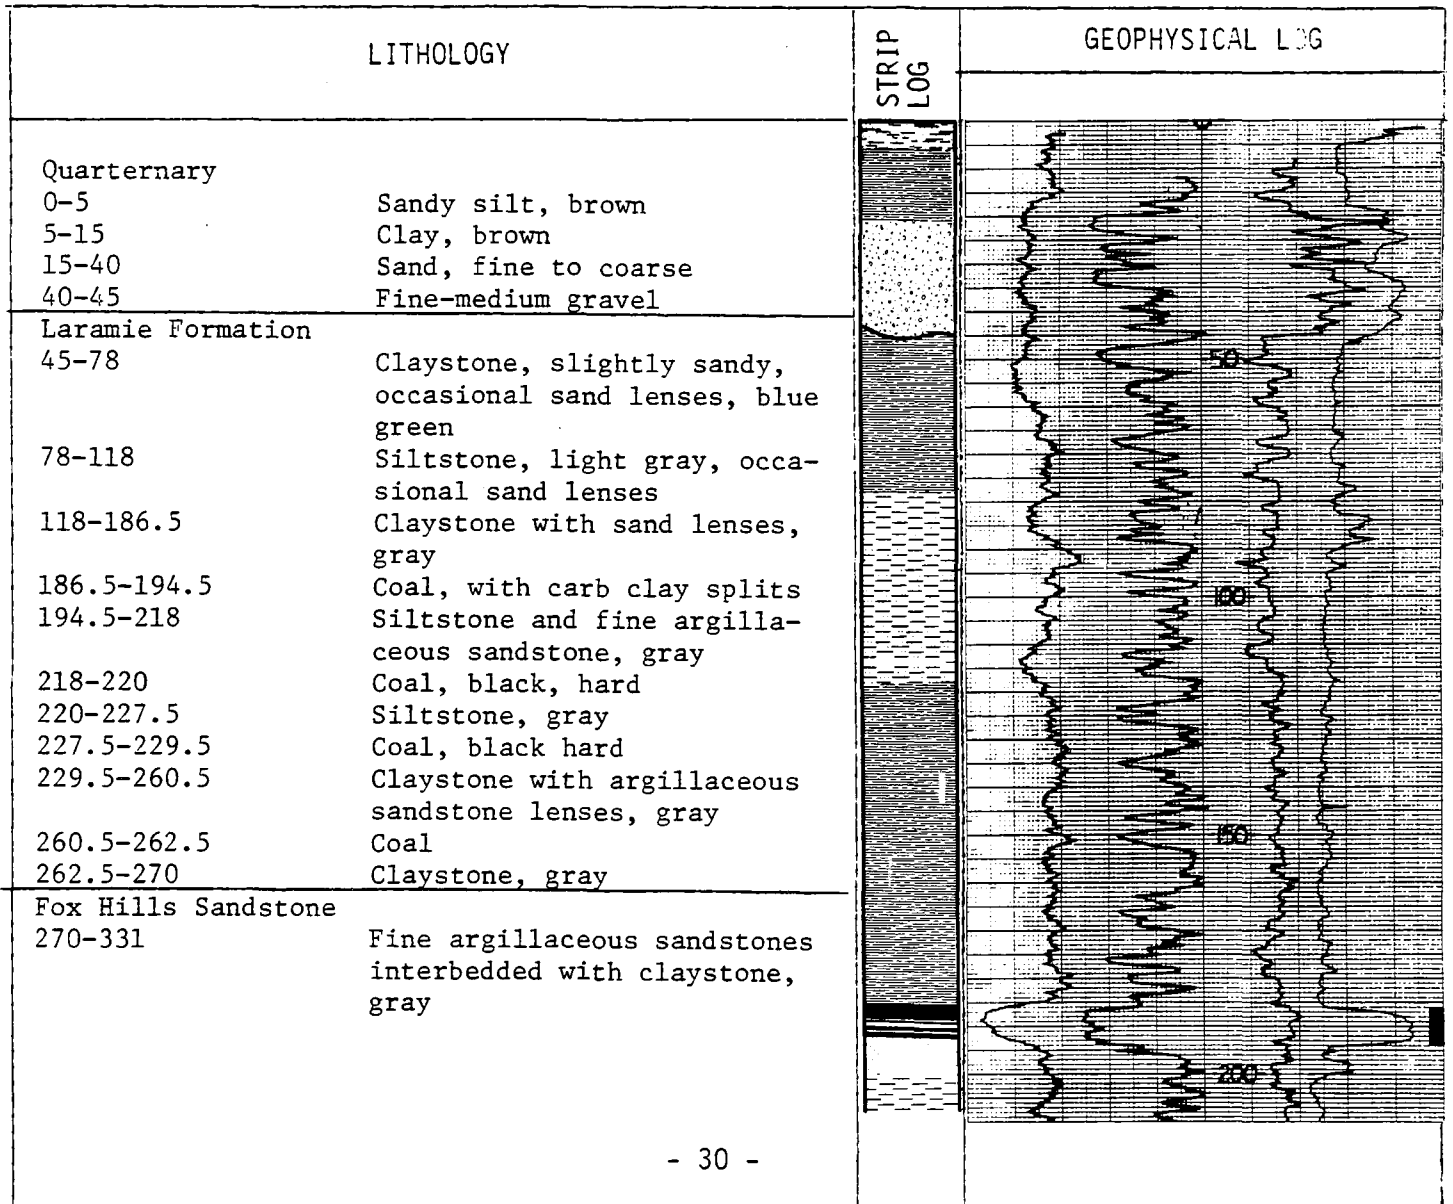 LITHOLOGY
STRIP
LOG
GEOPHYSICAL LOG
Quarternary
0-5 Sandy silt, brown
5-15 Clay, brown
15-40 Sand, fine to coarse
40-45 Fine-medium gravel
Laramie Formation
45-78 Claystone, slightly sandy,
occasional sand lenses, blue
green
78-118 Siltstone, light gray, occa-
sional sand lenses
118-186.5 Claystone with sand lenses,
gray
186.5-194.5 Coal, with carb clay splits
194.5-218 Siltstone and fine argilla-
ceous sandstone, gray
218-220 Coal, black, hard
220-227.5 Siltstone, gray
227.5-229.5 Coal, black hard
229.5-260.5 Claystone with argillaceous
sandstone lenses, gray
260.5-262.5 Coal
262.5-270 Claystone, gray
Fox Hills Sandstone
270-331 Fine argillaceous sandstones
interbedded with claystone,
gray
50
100
150
200
- 30 -